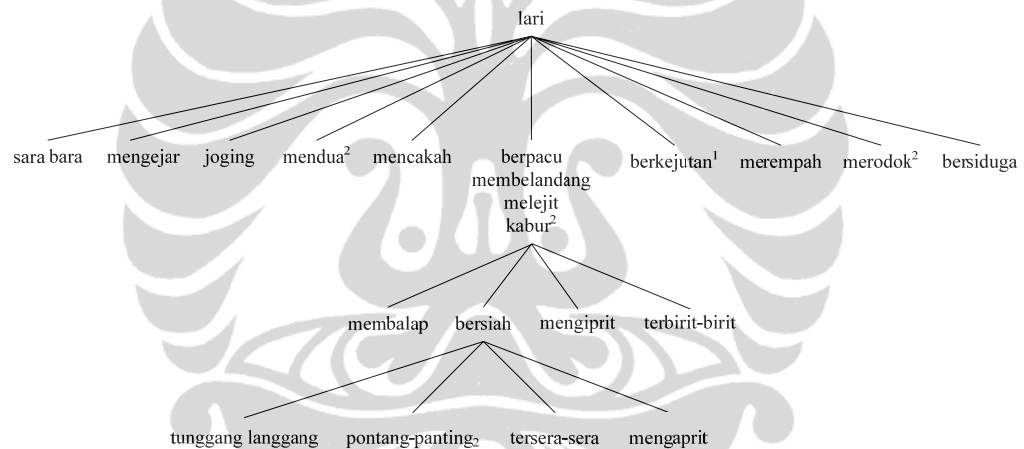 lari
sara bara mengejar joging mendua² mencakah berpacu berkejutan¹ merempah merodok² bersiduga
membelandang
melejit
kabur²
membalap bersiah mengiprit terbirit-birit
tunggang langgang pontang-panting₂ tersera-sera mengaprit